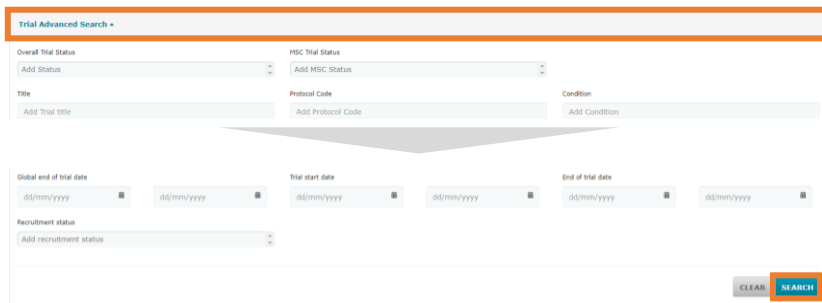 Trial Advanced Search
Overall Trial Status MSC Trial Status
Add Status Add MSC Status
Title Protocol Code Condition
Add Trial title Add Protocol Code Add Condition
Global end of trial date Trial start date End of trial date
dd/mm/yyyy dd/mm/yyyy dd/mm/yyyy dd/mm/yyyy dd/mm/yyyy dd/mm/yyyy
Recruitment status
Add recruitment status
CLEAR SEARCH